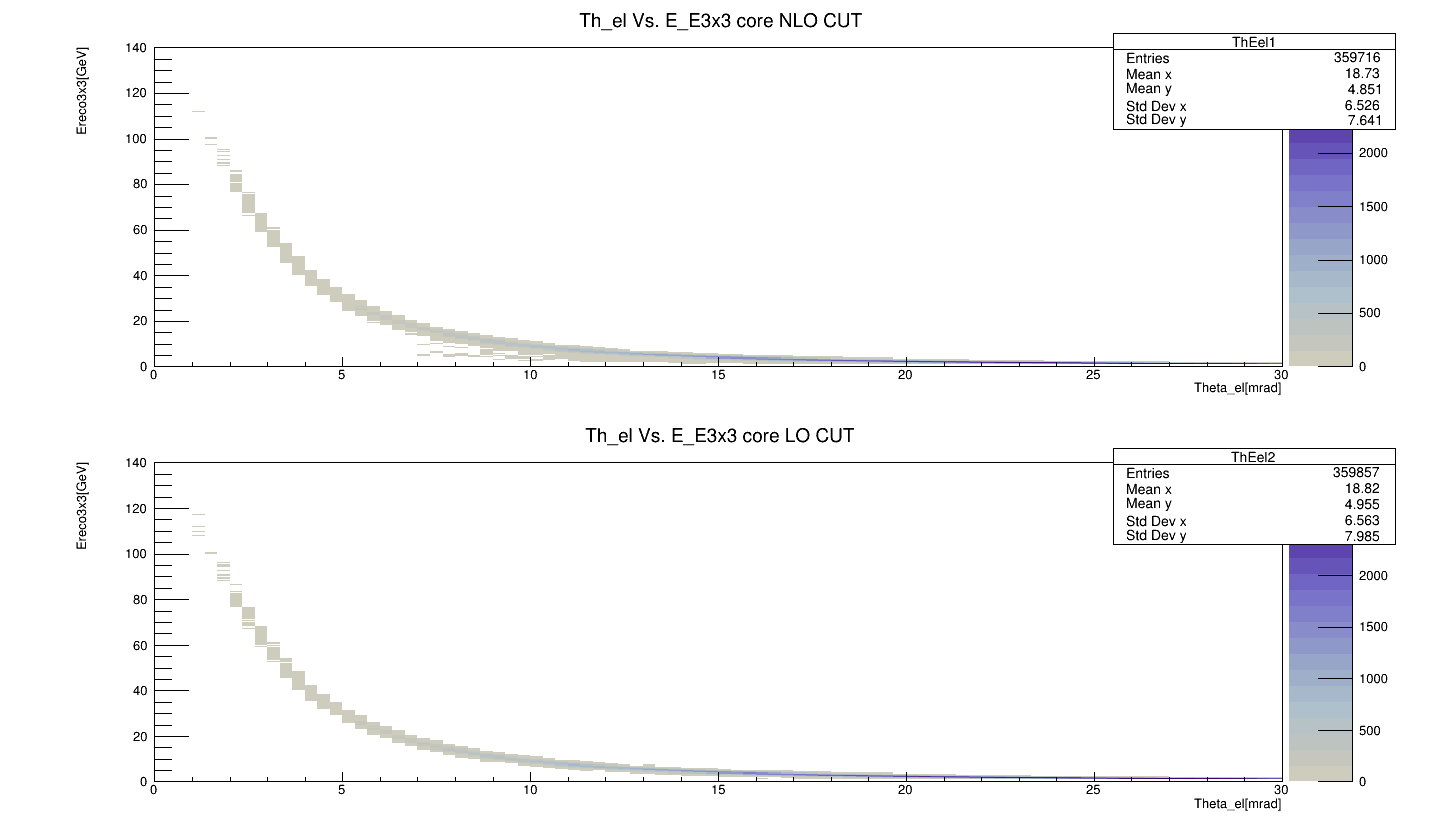 Th_el Vs. E_E3x3 core NLO CUT
Ereco3x3[GeV]
140
120
100
80
60
40
20
0
0 5 10 15 20 25 30
Theta_el[mrad]
ThEel1
Entries 359716
Mean x 18.73
Mean y 4.851
Std Dev x 6.526
Std Dev y 7.641
2000
1500
1000
500
0
Th_el Vs. E_E3x3 core LO CUT
Ereco3x3[GeV]
140
120
100
80
60
40
20
0
0 5 10 15 20 25 30
Theta_el[mrad]
ThEel2
Entries 359857
Mean x 18.82
Mean y 4.955
Std Dev x 6.563
Std Dev y 7.985
2000
1500
1000
500
0